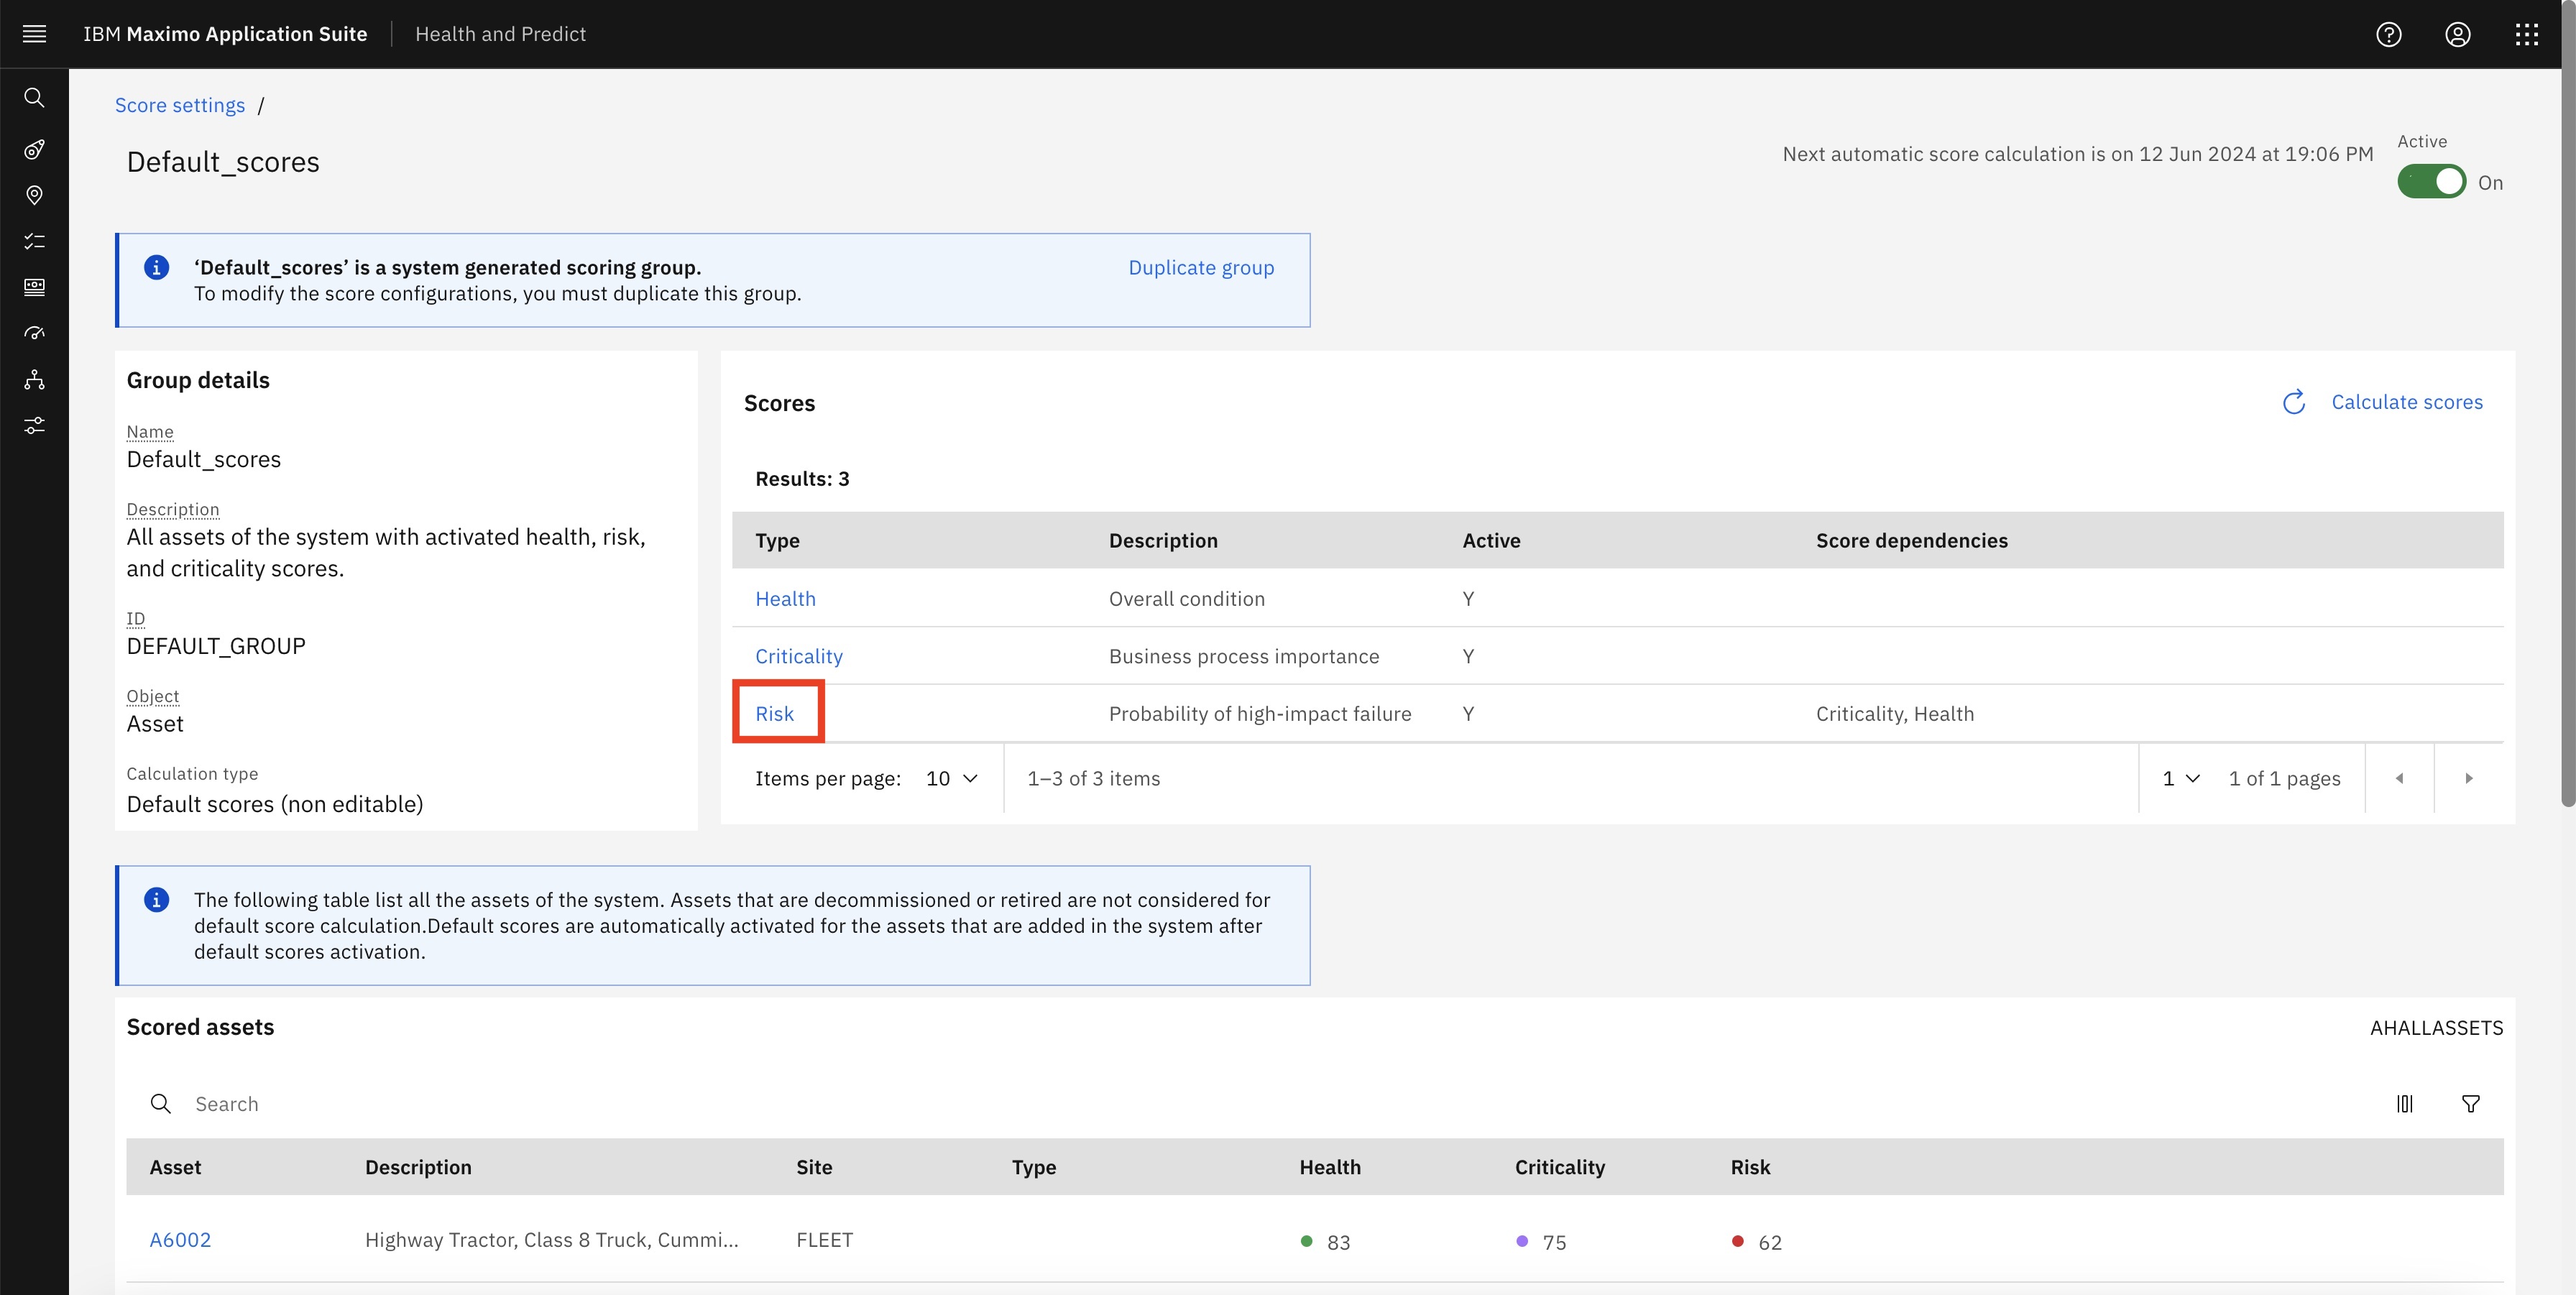 IBM Maximo Application Suite
Health and Predict
Score settings /
Default_scores
Next automatic score calculation is on 12 Jun 2024 at 19:06 PM
Active
On
‘Default_scores’ is a system generated scoring group.
Duplicate group
To modify the score configurations, you must duplicate this group.
Group details
Name
Default_scores
Description
All assets of the system with activated health, risk,
and criticality scores.
ID
DEFAULT_GROUP
Object
Asset
Calculation type
Default scores (non editable)
Scores
Calculate scores
Results: 3
Type Description Active Score dependencies
Health Overall condition Y
Criticality Business process importance Y
Risk Probability of high-impact failure Y Criticality, Health
Items per page: 10 1–3 of 3 items 1 1 of 1 pages
The following table list all the assets of the system. Assets that are decommissioned or retired are not considered for
default score calculation.Default scores are automatically activated for the assets that are added in the system after
default scores activation.
Scored assets
AHALLASSETS
Search
Asset Description Site Type Health Criticality Risk
A6002 Highway Tractor, Class 8 Truck, Cummi... FLEET 83 75 62